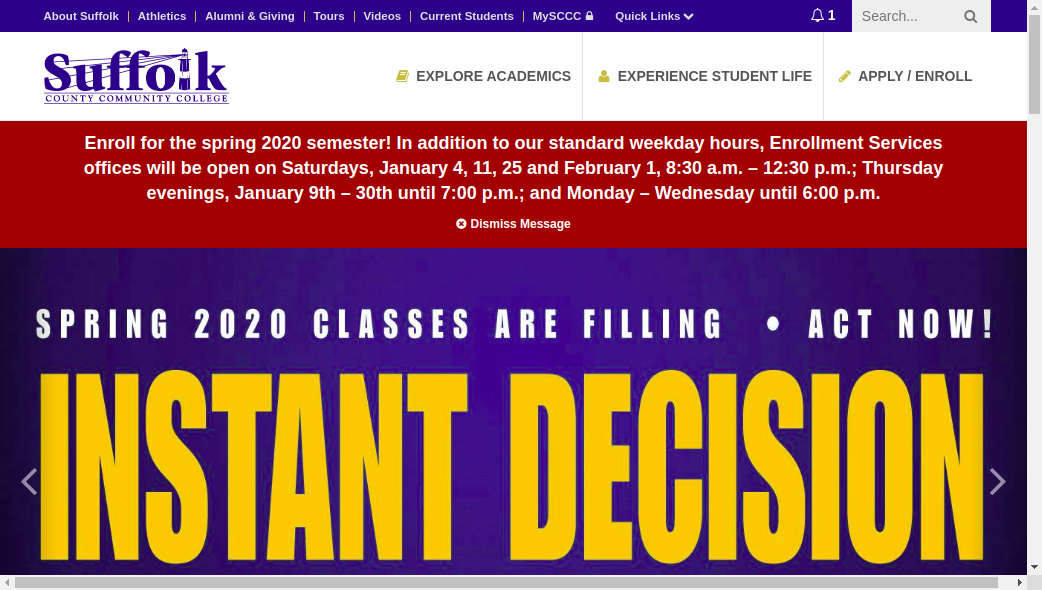 About Suffolk
Athletics
Alumni & Giving
Tours
Videos
Current Students
MySCCC
Quick Links
1
Search...
Suffolk
COUNTY COMMUNITY COLLEGE
EXPLORE ACADEMICS
EXPERIENCE STUDENT LIFE
APPLY / ENROLL
Enroll for the spring 2020 semester! In addition to our standard weekday hours, Enrollment Services
offices will be open on Saturdays, January 4, 11, 25 and February 1, 8:30 a.m. – 12:30 p.m.; Thursday
evenings, January 9th – 30th until 7:00 p.m.; and Monday – Wednesday until 6:00 p.m.
Dismiss Message
SPRING 2020 CLASSES ARE FILLING • ACT NOW!
INSTANT DECISION